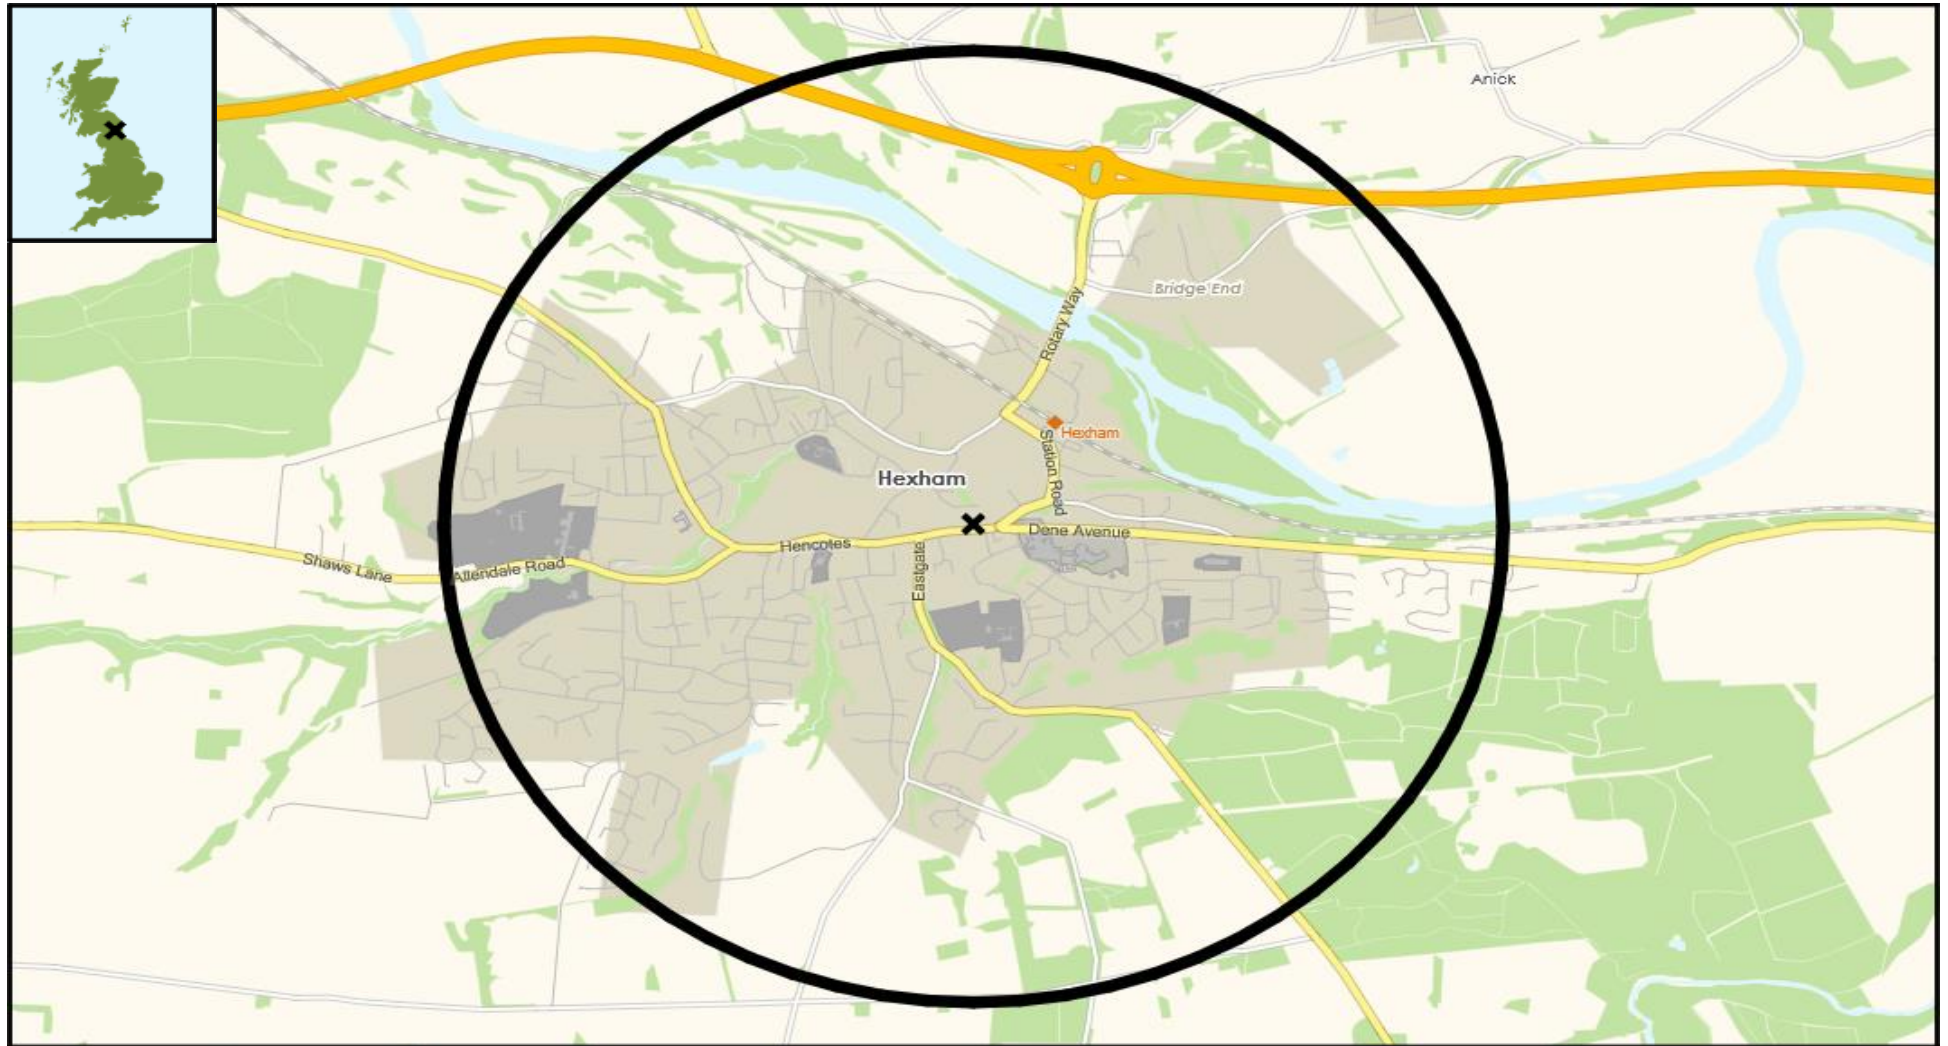 Anick
Bridge End
Rotary Way
Hexham
Station Road
Hexham
Dene Avenue
Hencotes
Eastgate
Shaws Lane
Allendale Road